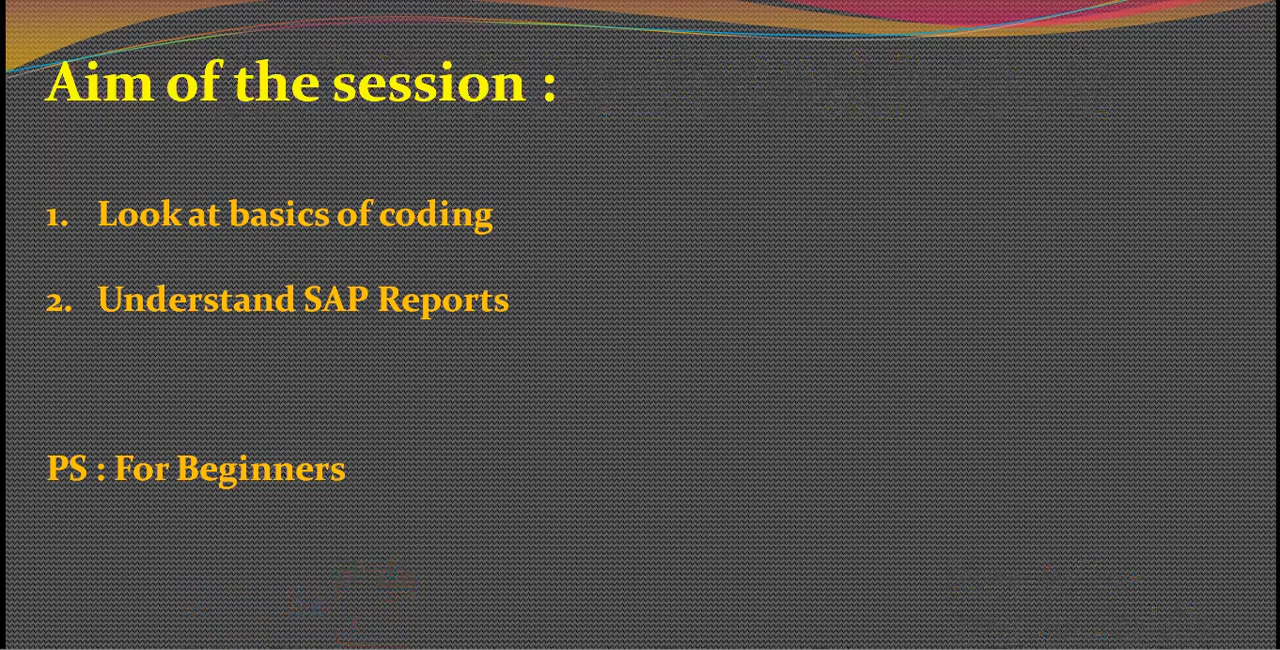 Aim of the session :
1. Look at basics of coding
2. Understand SAP Reports
PS : For Beginners